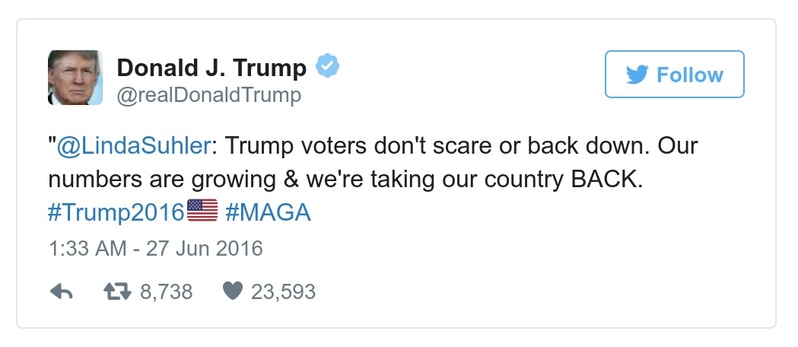 Donald J. Trump
@realDonaldTrump
Follow
"@LindaSuhler: Trump voters don't scare or back down. Our
numbers are growing & we're taking our country BACK.
#Trump2016🇺🇸 #MAGA
1:33 AM - 27 Jun 2016
8,738 23,593